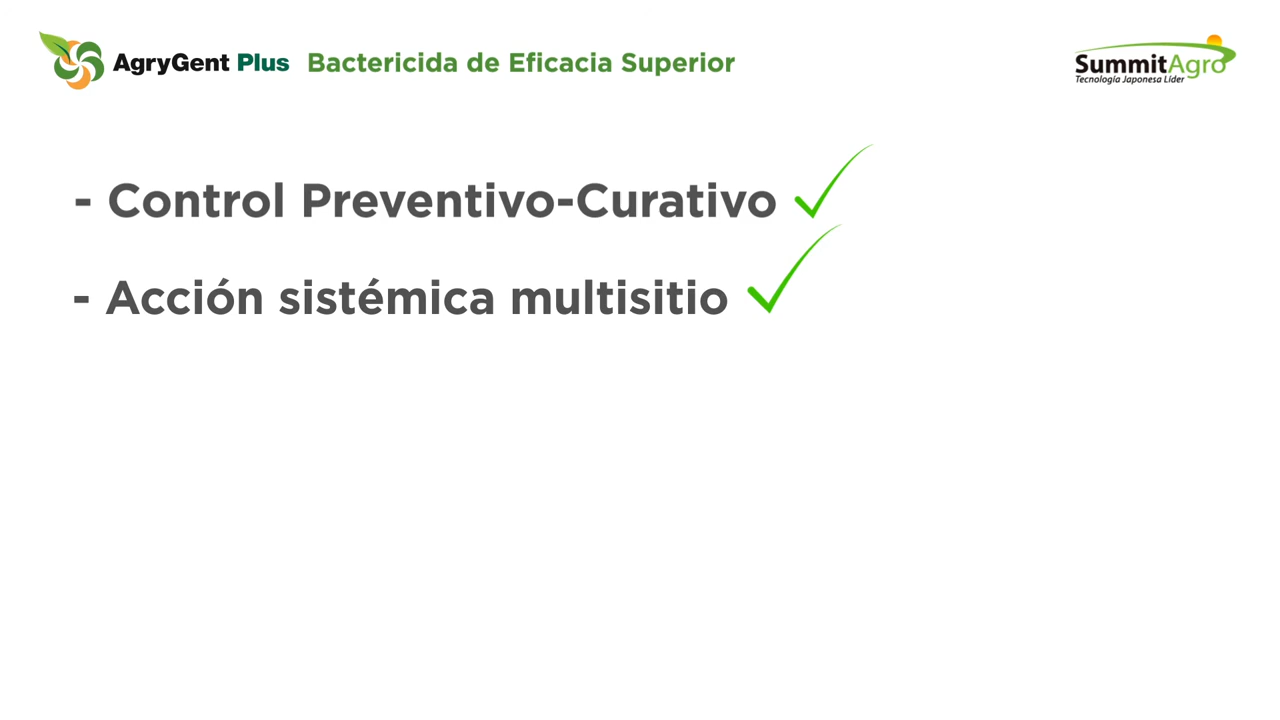 AgryGent Plus Bactericida de Eficacia Superior
SummitAgro
Tecnología Japonesa Líder
- Control Preventivo-Curativo
- Acción sistémica multisitio